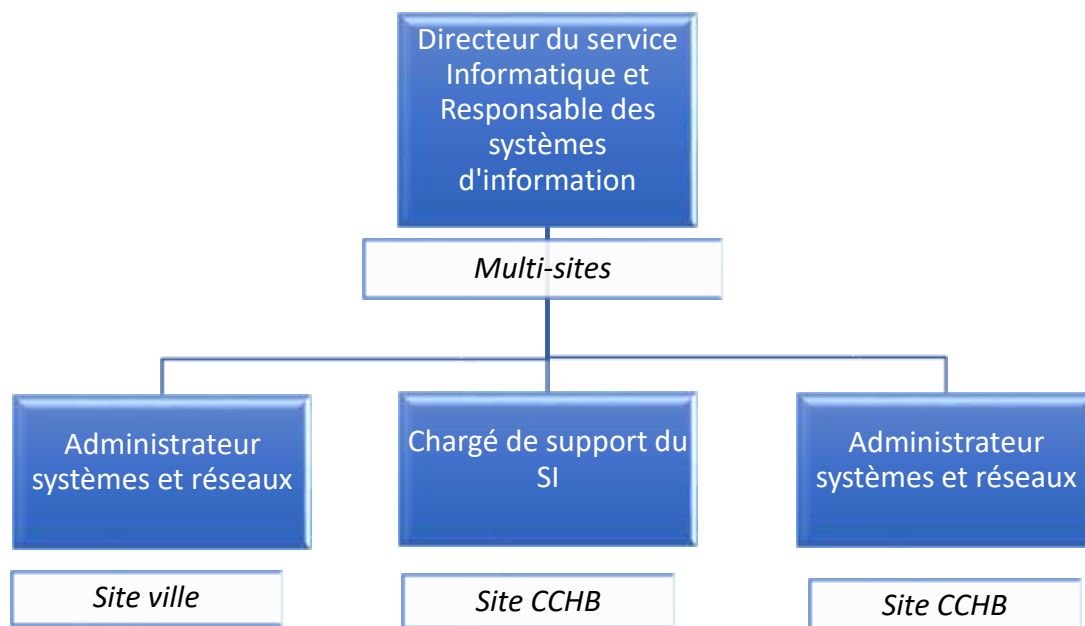 Directeur du service
Informatique et
Responsable des
systèmes
d'information
Multi-sites
Administrateur
systèmes et réseaux
Site ville
Chargé de support du
SI
Site CCHB
Administrateur
systèmes et réseaux
Site CCHB